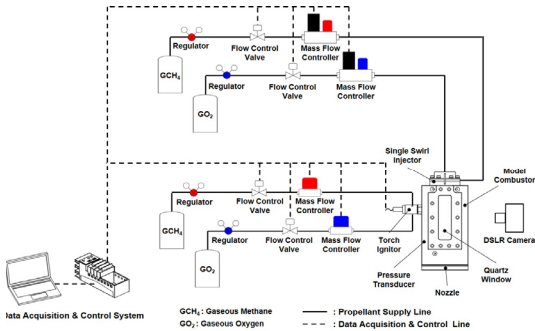 Regulator
Flow Control
Valve
Mass Flow
Controller
GCH₄
Regulator
Flow Control
Valve
Mass Flow
Controller
GO₂
Single Swirl
Injector
Model
Combustor
Regulator
Flow Control
Valve
Mass Flow
Controller
GCH₄
Regulator
Flow Control
Valve
Mass Flow
Controller
Torch
Ignitor
DSLR Camera
GO₂
Pressure
Transducer
Quartz
Window
Nozzle
Data Acquisition & Control System
GCH₄ : Gaseous Methane
: Propellant Supply Line
GO₂ : Gaseous Oxygen
: Data Acquisition & Control Line